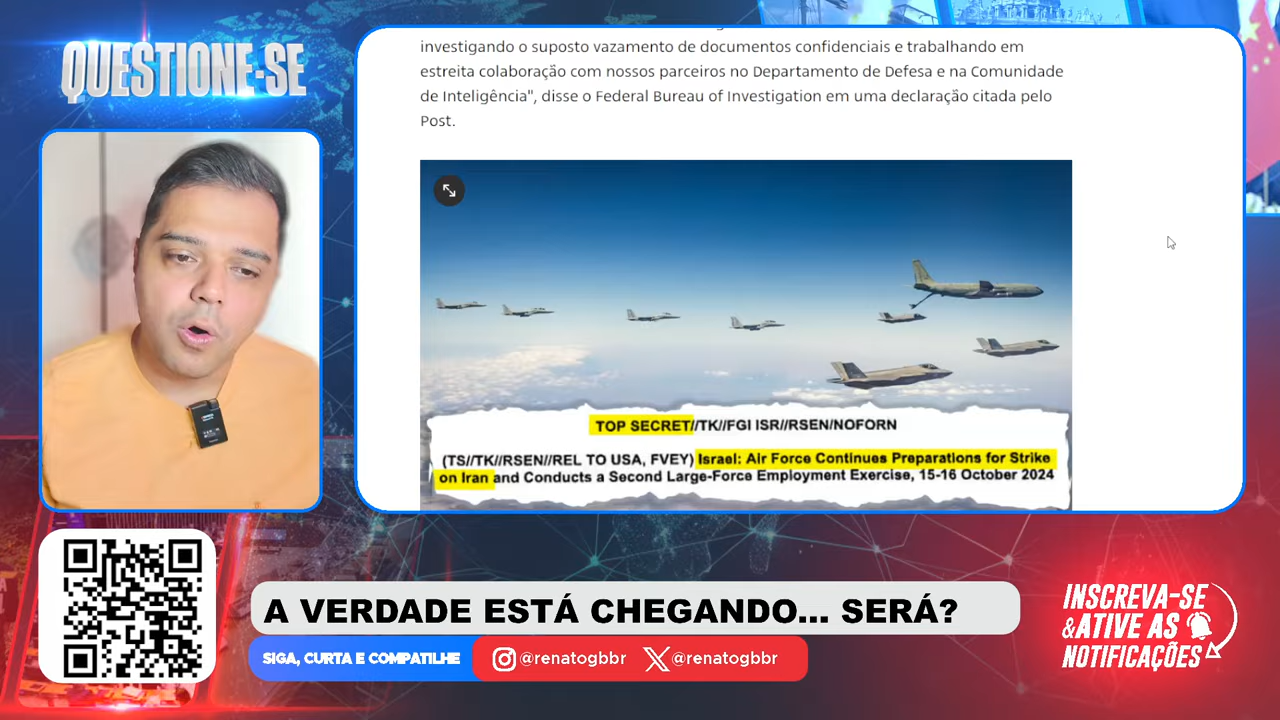 QUESTIONE-SE
investigando o suposto vazamento de documentos confidenciais e trabalhando em
estreita colaboração com nossos parceiros no Departamento de Defesa e na Comunidade
de Inteligência", disse o Federal Bureau of Investigation em uma declaração citada pelo
Post.
TOP SECRET//TK//FGI ISR//RSEN/NOFORN
(TS//TK//RSEN//REL TO USA, FVEY) Israel: Air Force Continues Preparations for Strike
on Iran and Conducts a Second Large-Force Employment Exercise, 15-16 October 2024
A VERDADE ESTÁ CHEGANDO... SERÁ?
SIGA, CURTA E COMPATILHE
@renatogbbr
@renatogbbr
INSCREVA-SE
&ATIVE AS
NOTIFICAÇÕES